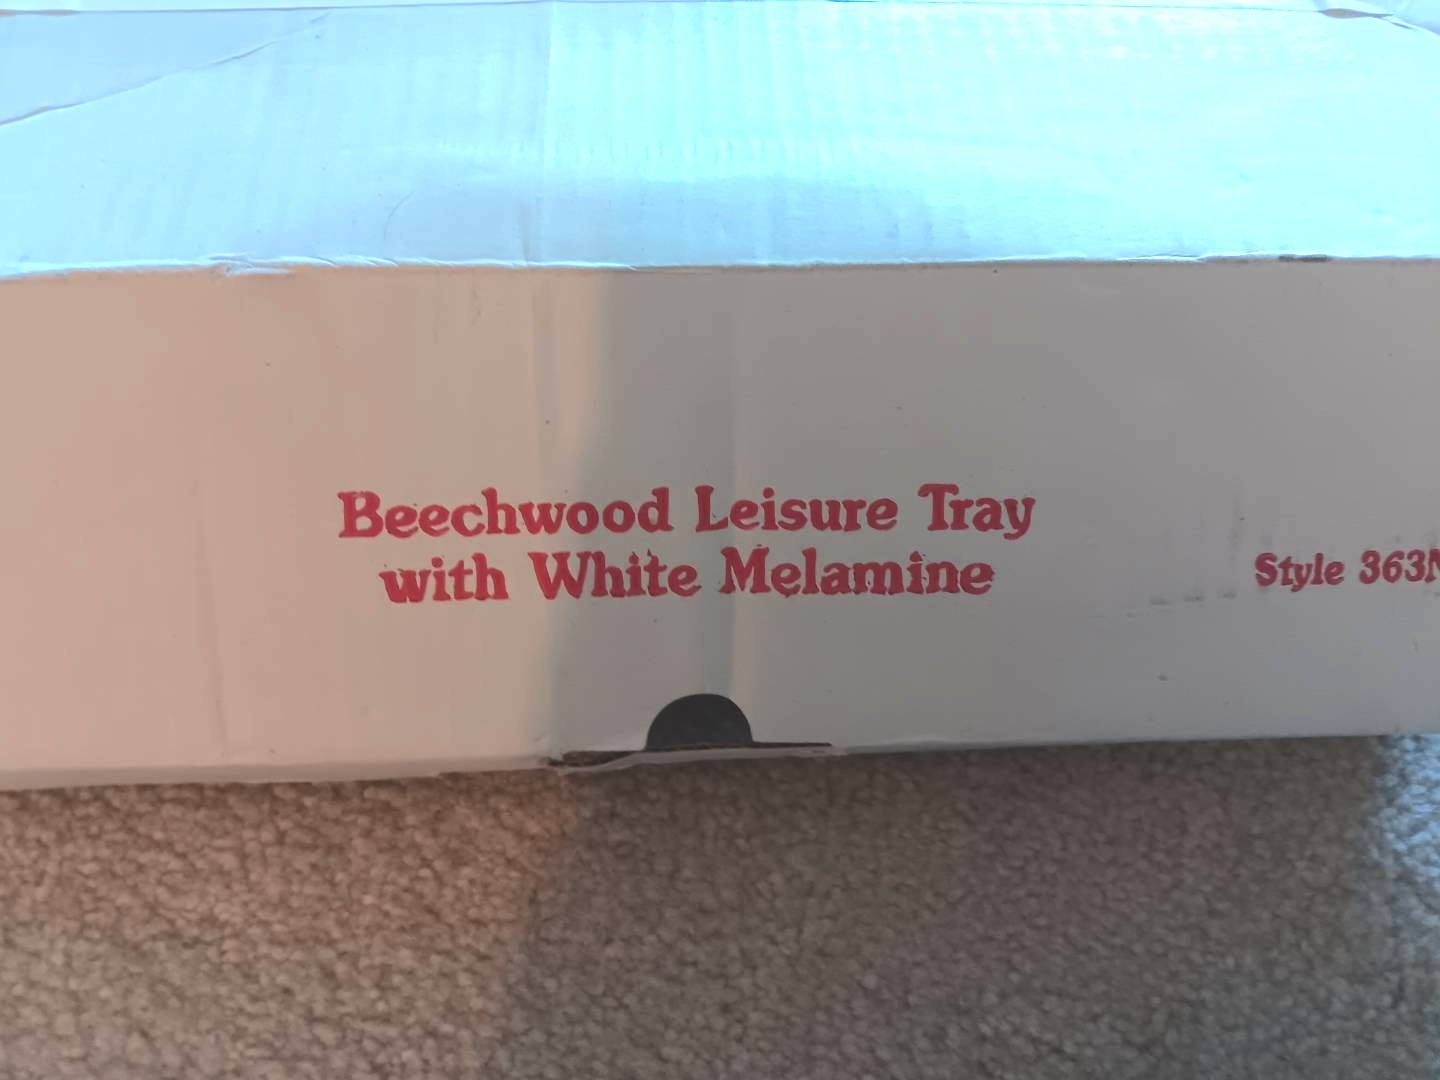 Beechwood Leisure Tray
with White Melamine
Style 363